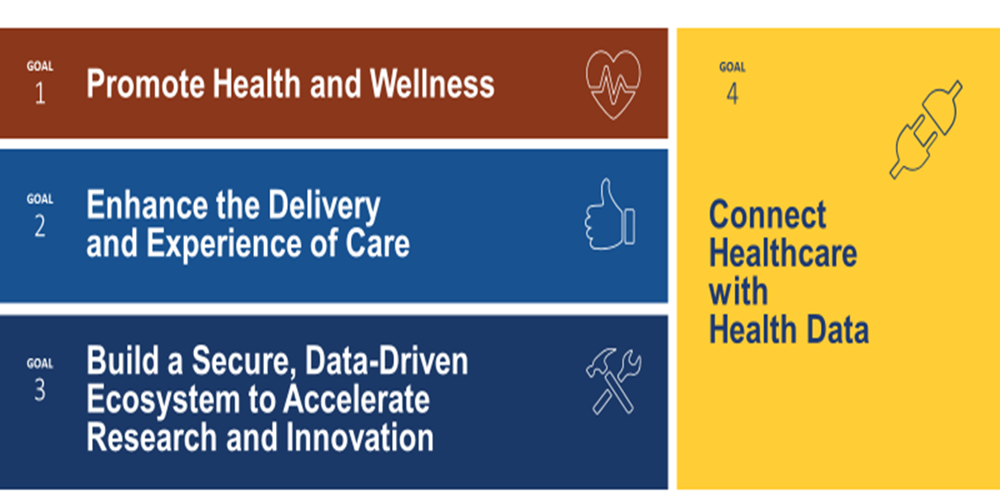 GOAL
1
Promote Health and Wellness
GOAL
2
Enhance the Delivery
and Experience of Care
GOAL
3
Build a Secure, Data-Driven
Ecosystem to Accelerate
Research and Innovation
GOAL
4
Connect
Healthcare
with
Health Data